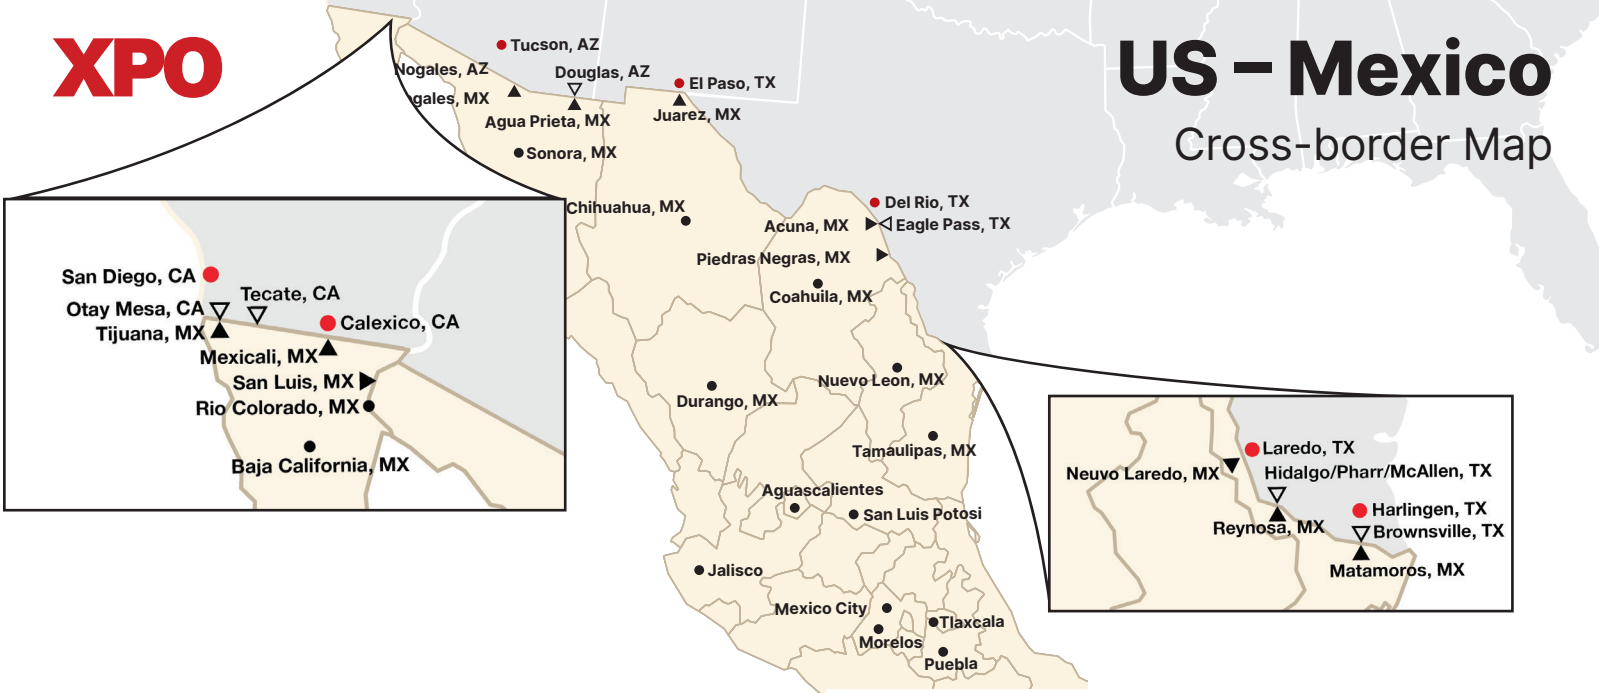 XPO
US – Mexico
Cross-border Map
Tucson, AZ
Nogales, AZ
Douglas, AZ
El Paso, TX
gales, MX
Juarez, MX
Agua Prieta, MX
Sonora, MX
Chihuahua, MX
Del Rio, TX
Acuna, MX
Eagle Pass, TX
Piedras Negras, MX
Coahuila, MX
San Diego, CA
Tecate, CA
Otay Mesa, CA
Calexico, CA
Tijuana, MX
Mexicali, MX
San Luis, MX
Rio Colorado, MX
Baja California, MX
Nuevo Leon, MX
Durango, MX
Tamaulipas, MX
Aguascalientes
San Luis Potosi
Jalisco
Mexico City
Tlaxcala
Morelos
Puebla
Laredo, TX
Neuvo Laredo, MX
Hidalgo/Pharr/McAllen, TX
Harlingen, TX
Reynosa, MX
Brownsville, TX
Matamoros, MX